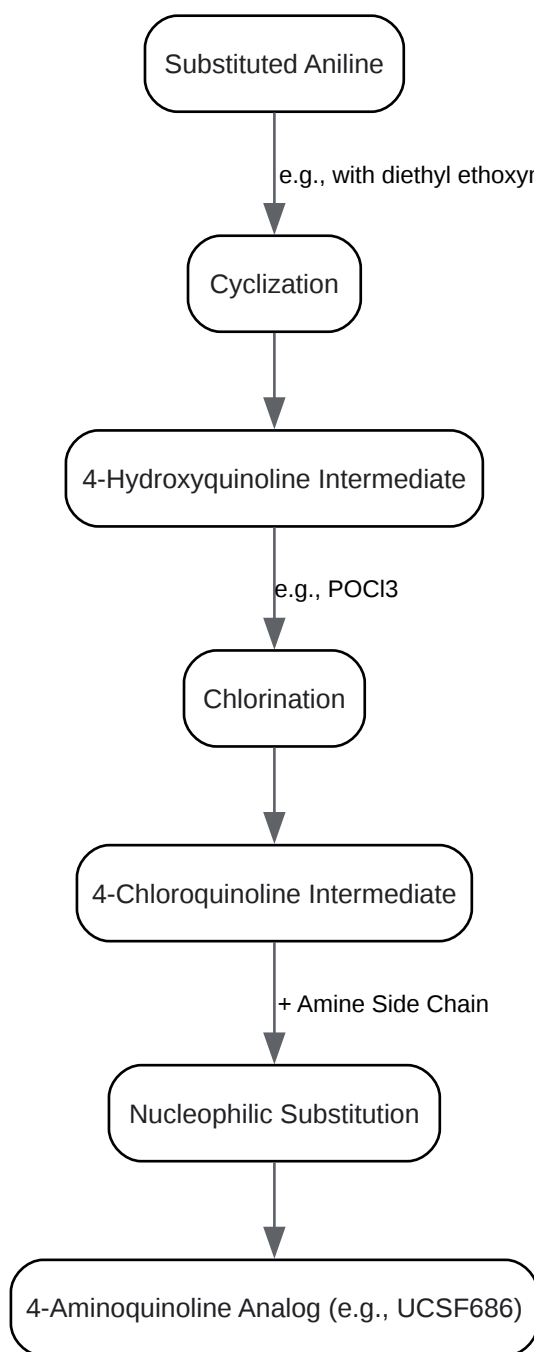 Substituted Aniline
e.g., with diethyl
Cyclization
4-Hydroxyquinoline Intermediate
e.g., POCl3
Chlorination
4-Chloroquinoline Intermediate
+ Amine Side Chain
Nucleophilic Substitution
4-Aminoquinoline Analog (e.g., UCSF686)